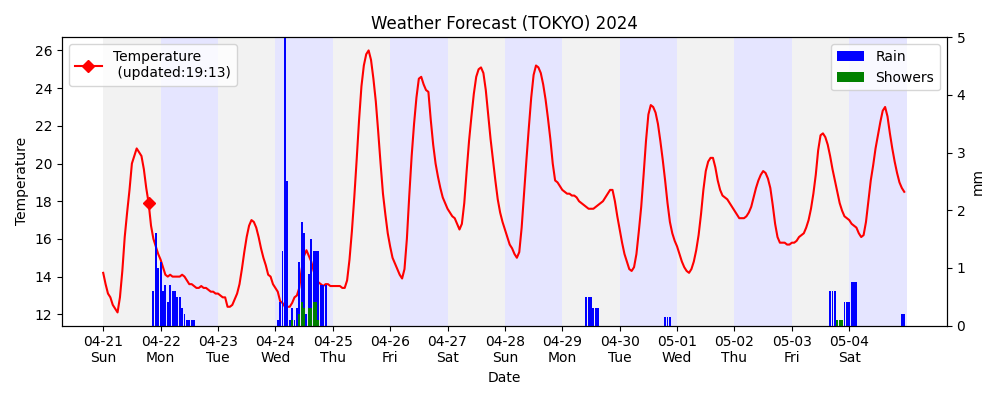 Weather Forecast (TOKYO) 2024
Temperature
(updated:19:13)
Rain
Showers
Temperature
26
24
22
20
18
16
14
12
5
4
3
2
1
0
mm
04-21 04-22 04-23 04-24 04-25 04-26 04-27 04-28 04-29 04-30 05-01 05-02 05-03 05-04
Sun Mon Tue Wed Thu Fri Sat Sun Mon Tue Wed Thu Fri Sat
Date